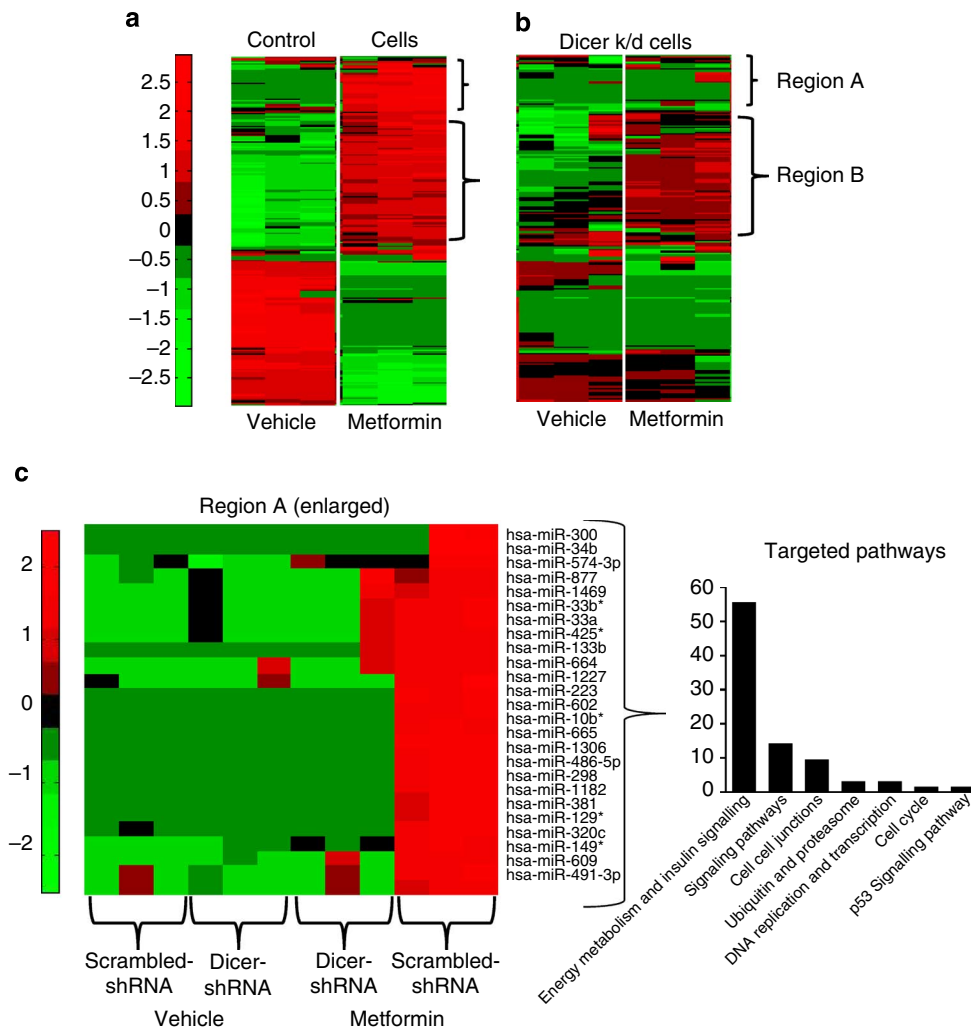 a
Control
Cells
2.5
2
1.5
1
0.5
0
−0.5
−1
−1.5
−2
−2.5
Vehicle
Metformin
b
Dicer k/d cells
Region A
Region B
Vehicle
Metformin
c
Region A (enlarged)
2
1
0
−1
−2
hsa-miR-300
hsa-miR-34b
hsa-miR-574-3p
hsa-miR-877
hsa-miR-1469
hsa-miR-33b*
hsa-miR-33a
hsa-miR-425*
hsa-miR-133b
hsa-miR-664
hsa-miR-1227
hsa-miR-223
hsa-miR-602
hsa-miR-10b*
hsa-miR-665
hsa-miR-1306
hsa-miR-486-5p
hsa-miR-298
hsa-miR-1182
hsa-miR-381
hsa-miR-129*
hsa-miR-320c
hsa-miR-149*
hsa-miR-609
hsa-miR-491-3p
Scrambled-
shRNA
Dicer-
shRNA
Dicer-
shRNA
Scrambled-
shRNA
Vehicle
Metformin
Targeted pathways
60
50
40
30
20
10
0
Energy metabolism and insulin signalling
Signaling pathways
Cell cell junctions
Ubiquitin and proteasome
DNA replication and transcription
Cell cycle
p53 Signalling pathway